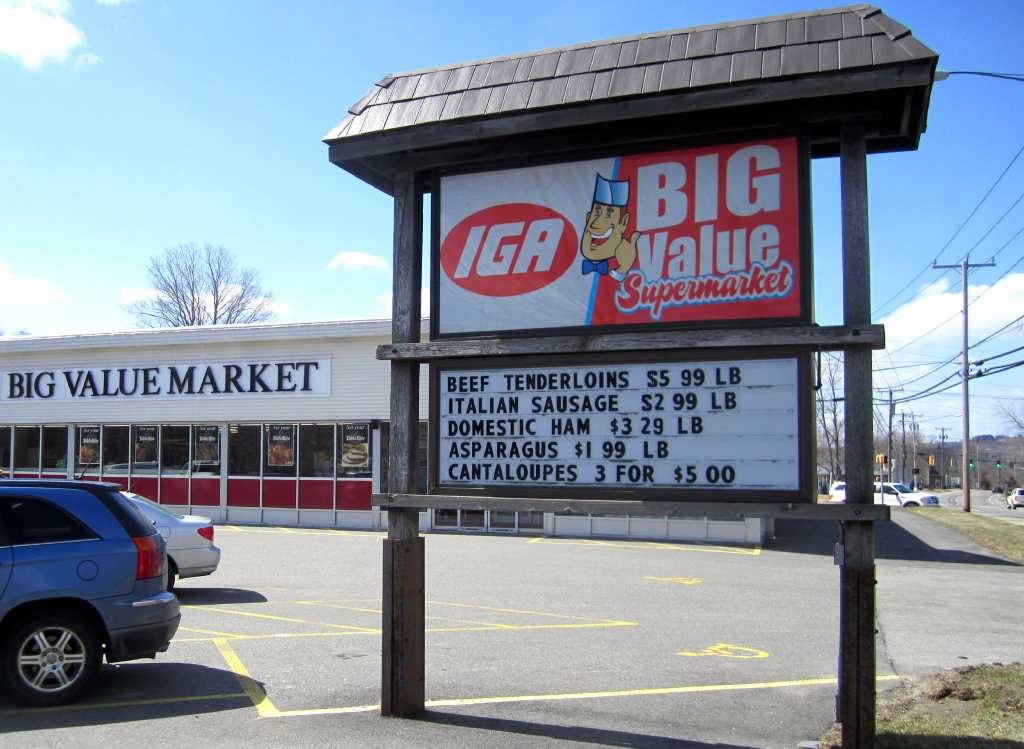 IGA
BIG
Value
Supermarket
BIG VALUE MARKET
BEEF TENDERLOINS $5 99 LB
ITALIAN SAUSAGE $2 99 LB
DOMESTIC HAM $3 29 LB
ASPARAGUS $1 99 LB
CANTALOUPES 3 FOR $5 00